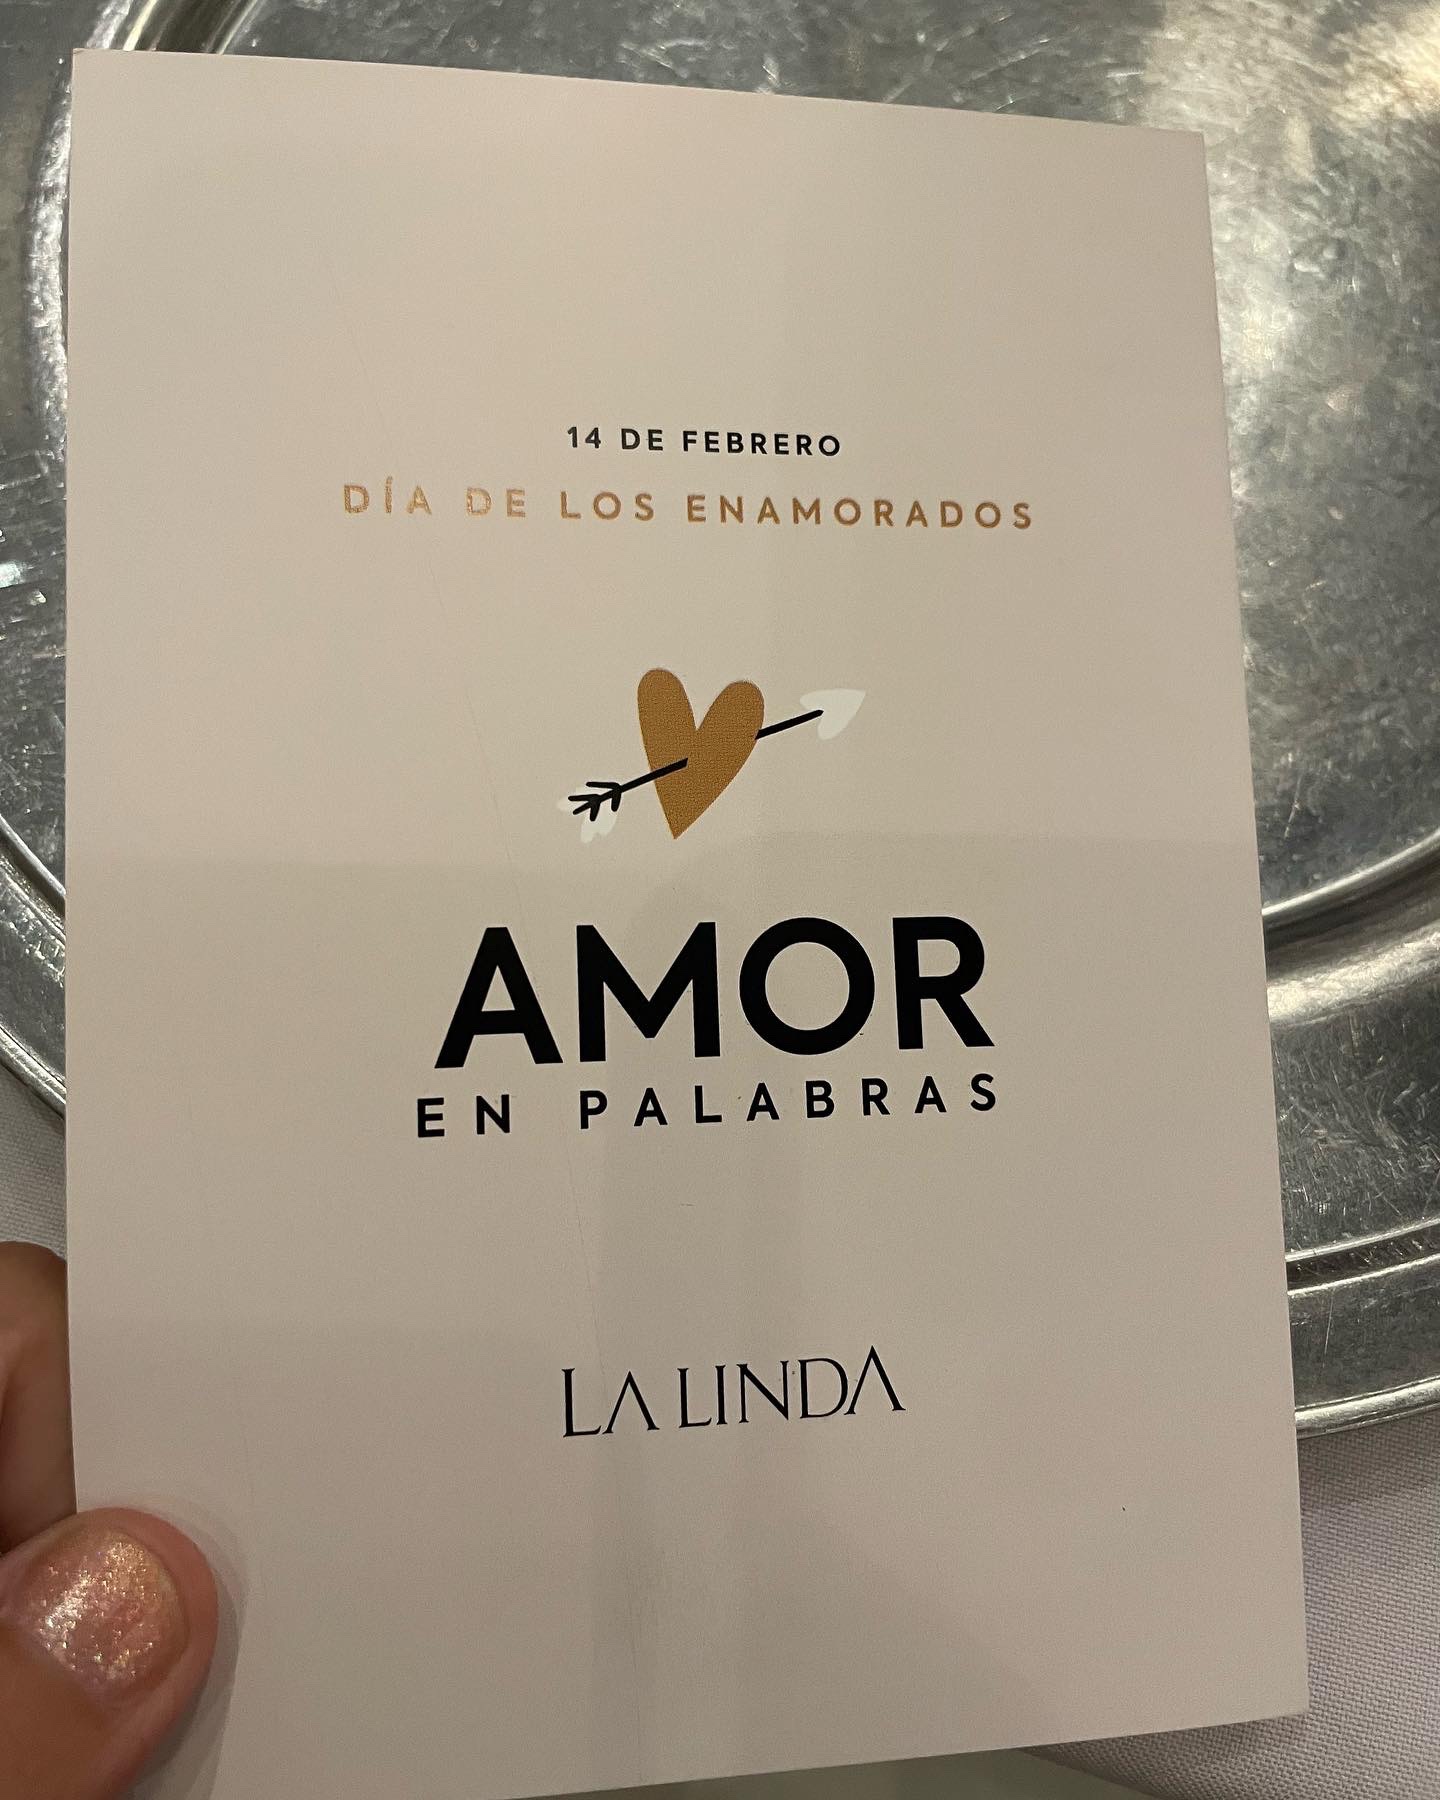 14 DE FEBRERO
DÍA DE LOS ENAMORADOS
AMOR
EN PALABRAS
LA LINDA